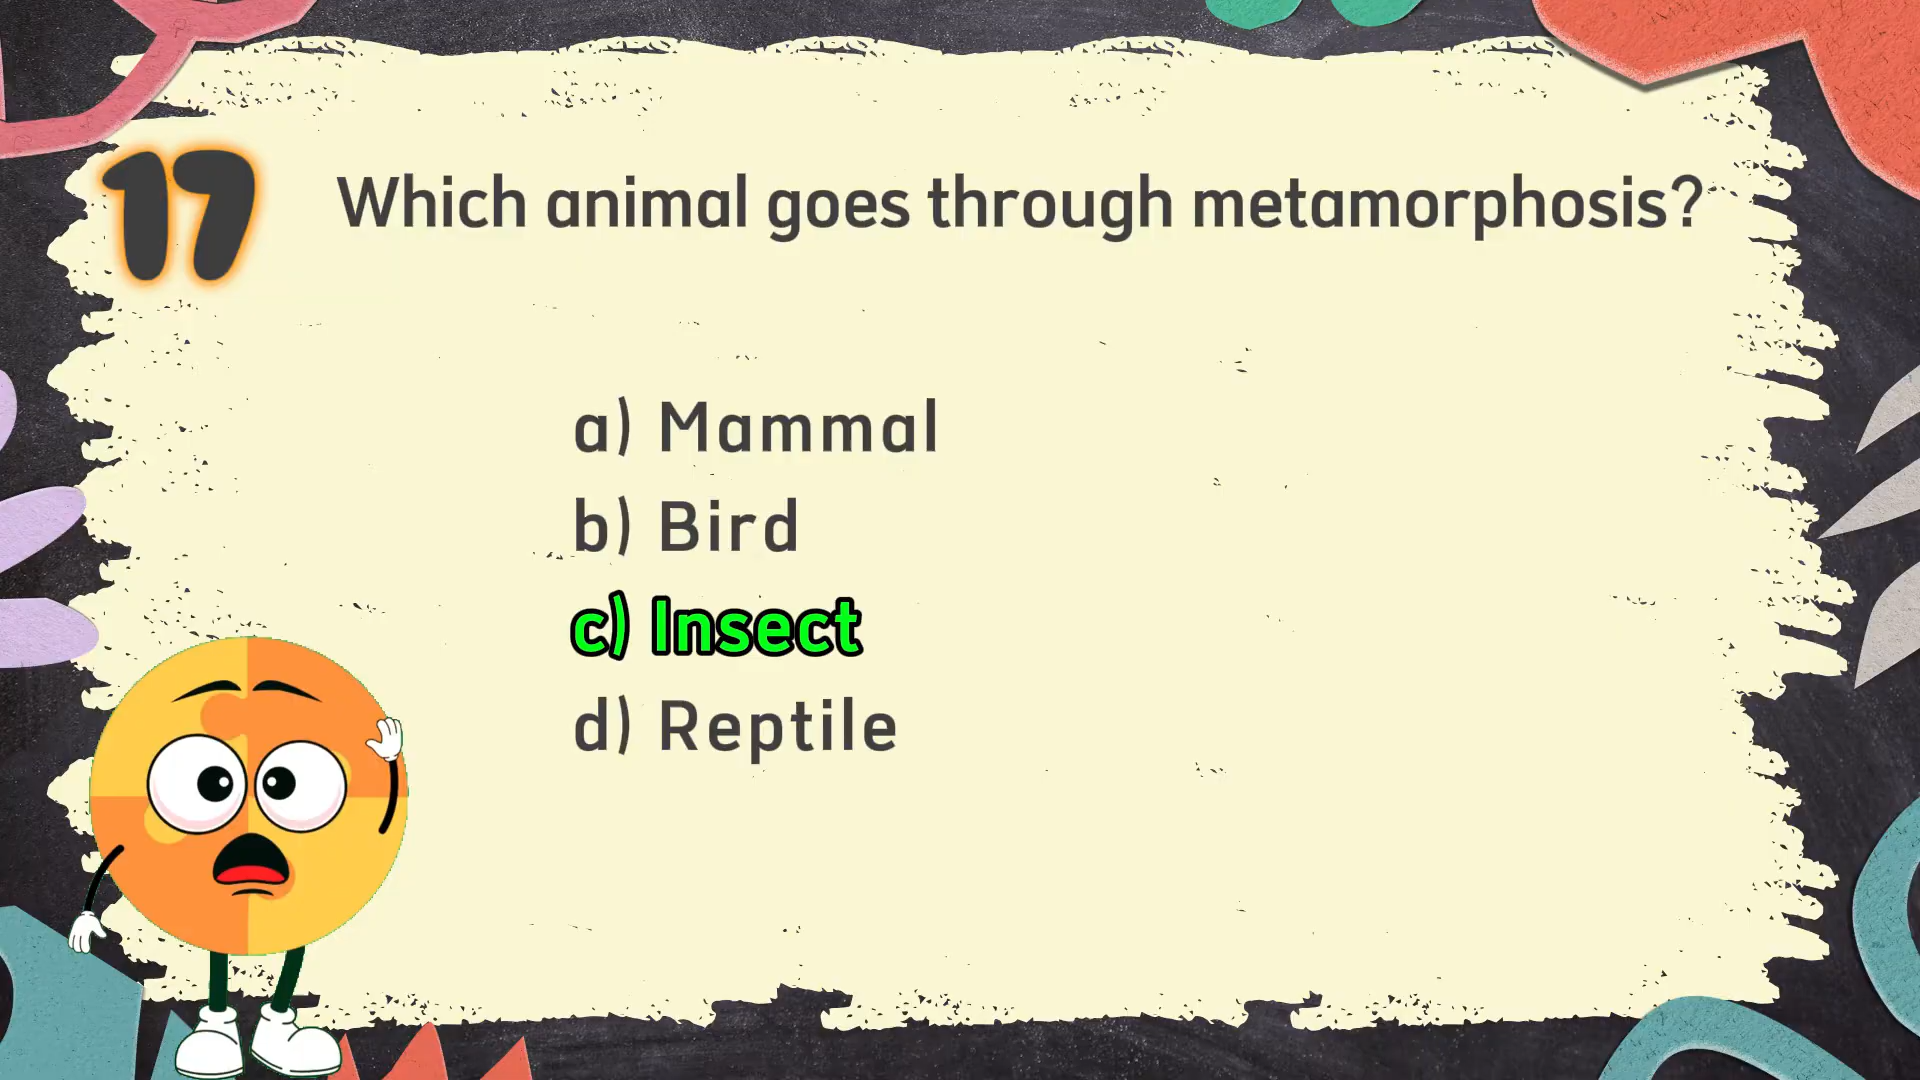 17
Which animal goes through metamorphosis?
a) Mammal
b) Bird
c) Insect
d) Reptile